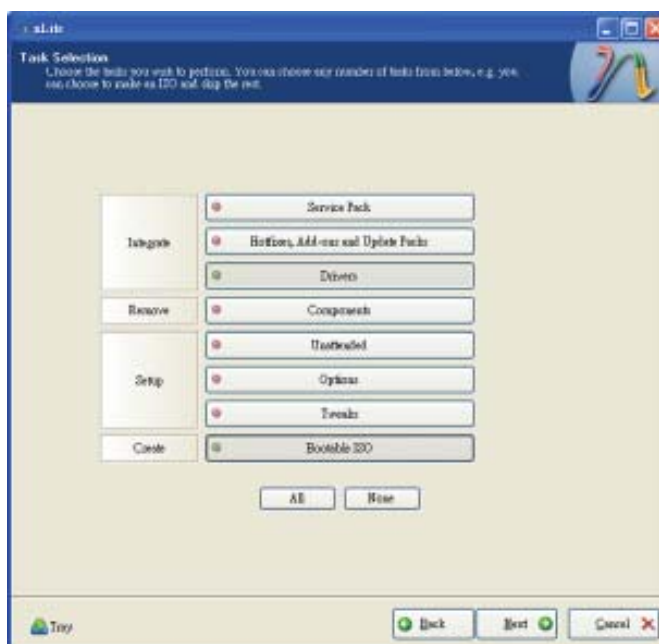 nLite
Task Selection
Choose the tasks you wish to perform. You can choose any number of tasks from below, e.g. you
can choose to make an ISO and skip the rest.
Integrate
Service Pack
Hotfixes, Add-ons and Update Packs
Drivers
Remove
Components
Setup
Unattended
Options
Tweaks
Create
Bootable ISO
All
None
Tray
Back
Next
Cancel